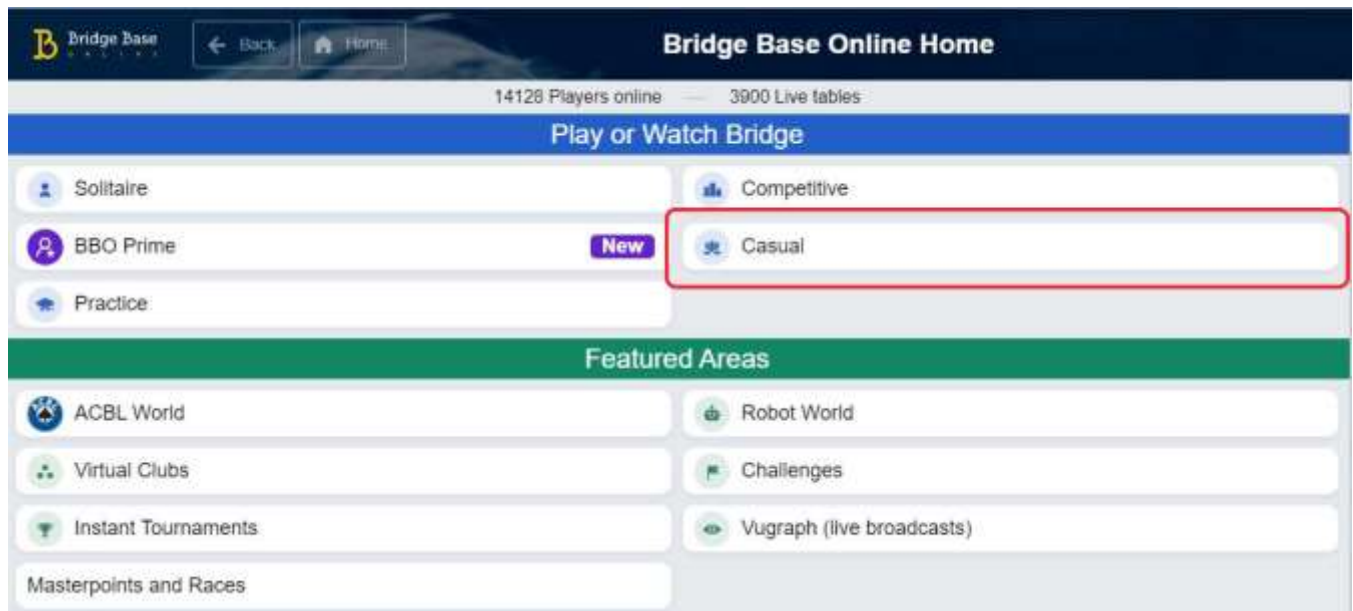 Bridge Base
Back
Home
Bridge Base Online Home
14128 Players online — 3900 Live tables
Play or Watch Bridge
Solitaire
Competitive
BBO Prime
New
Casual
Practice
Featured Areas
ACBL World
Robot World
Virtual Clubs
Challenges
Instant Tournaments
Vugraph (live broadcasts)
Masterpoints and Races